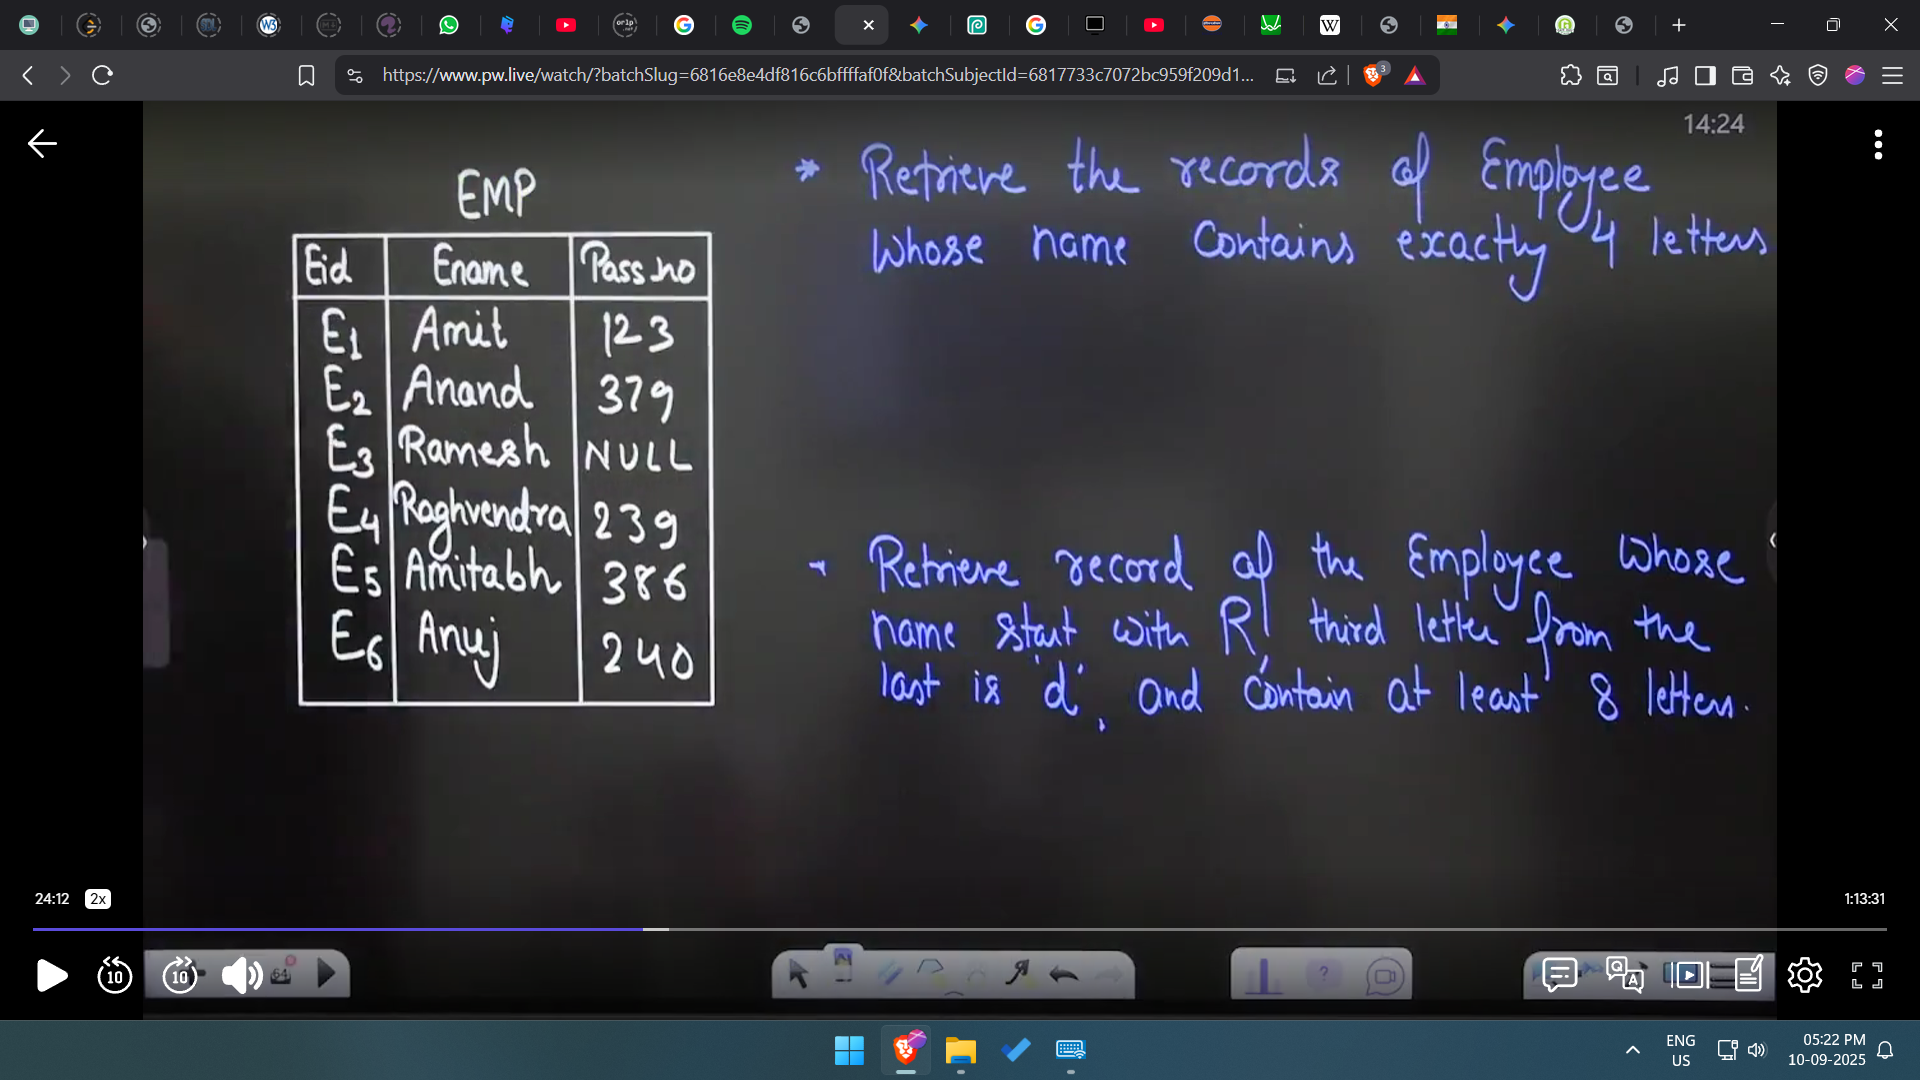 https://www.pw.live/watch/?batchSlug=6816e8e4df816c6bffffaf0f&batchSubjectId=6817733c7072bc959f209d1...
3
14:24
EMP
Eid Ename Pass_no
E1 Amit 123
E2 Anand 379
E3 Ramesh NULL
E4 Raghvendra 239
E5 Amitabh 386
E6 Anuj 240
* Retrieve the records of Employee
whose name contains exactly 4 letters
Retrieve record of the Employee whose
name start with 'R', third letter from the
last is 'd', and contain at least 8 letters.
24:12 2x 1:13:31
10 10 64
ENG
US
05:22 PM
10-09-2025